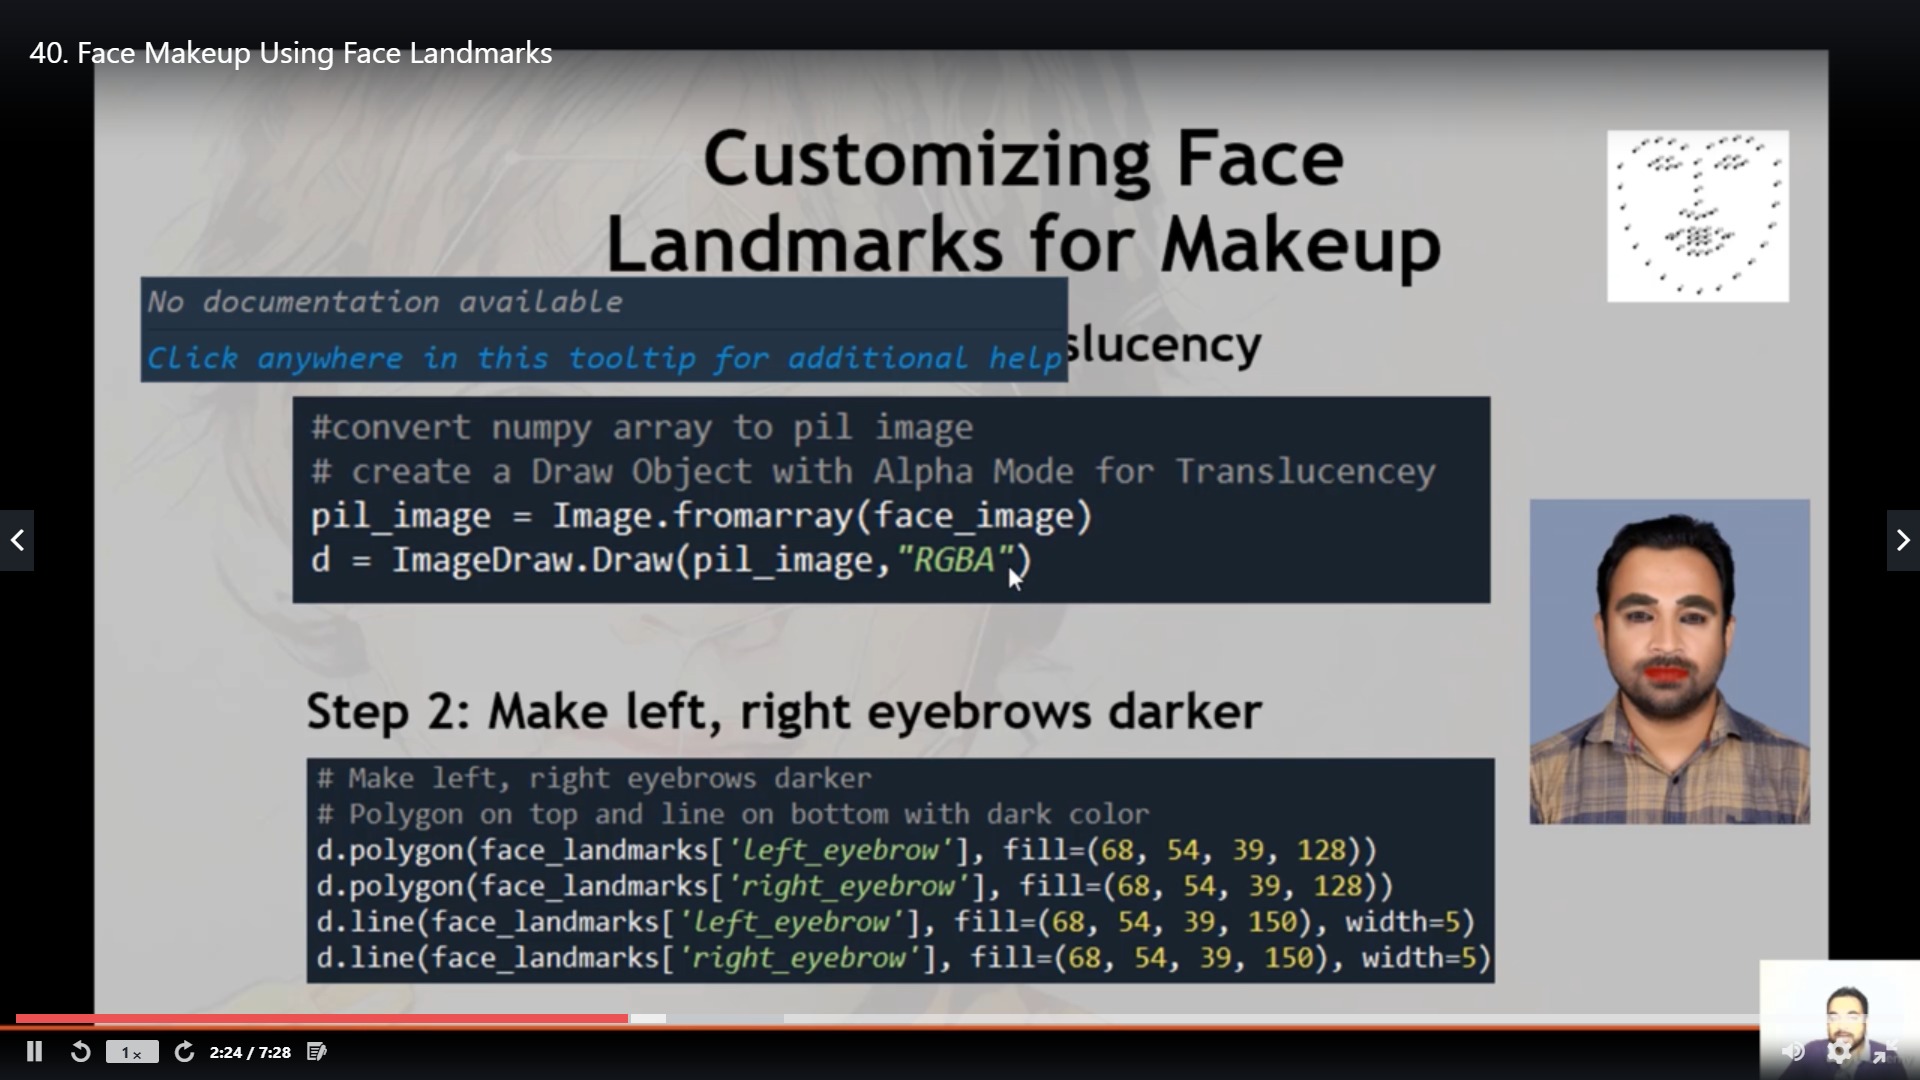 40. Face Makeup Using Face Landmarks
Customizing Face
Landmarks for Makeup
No documentation available
Click anywhere in this tooltip for additional help
slucency
#convert numpy array to pil image
# create a Draw Object with Alpha Mode for Translucencey
pil_image = Image.fromarray(face_image)
d = ImageDraw.Draw(pil_image,"RGBA")
Step 2: Make left, right eyebrows darker
# Make left, right eyebrows darker
# Polygon on top and line on bottom with dark color
d.polygon(face_landmarks['left_eyebrow'], fill=(68, 54, 39, 128))
d.polygon(face_landmarks['right_eyebrow'], fill=(68, 54, 39, 128))
d.line(face_landmarks['left_eyebrow'], fill=(68, 54, 39, 150), width=5)
d.line(face_landmarks['right_eyebrow'], fill=(68, 54, 39, 150), width=5)
1x
2:24 / 7:28